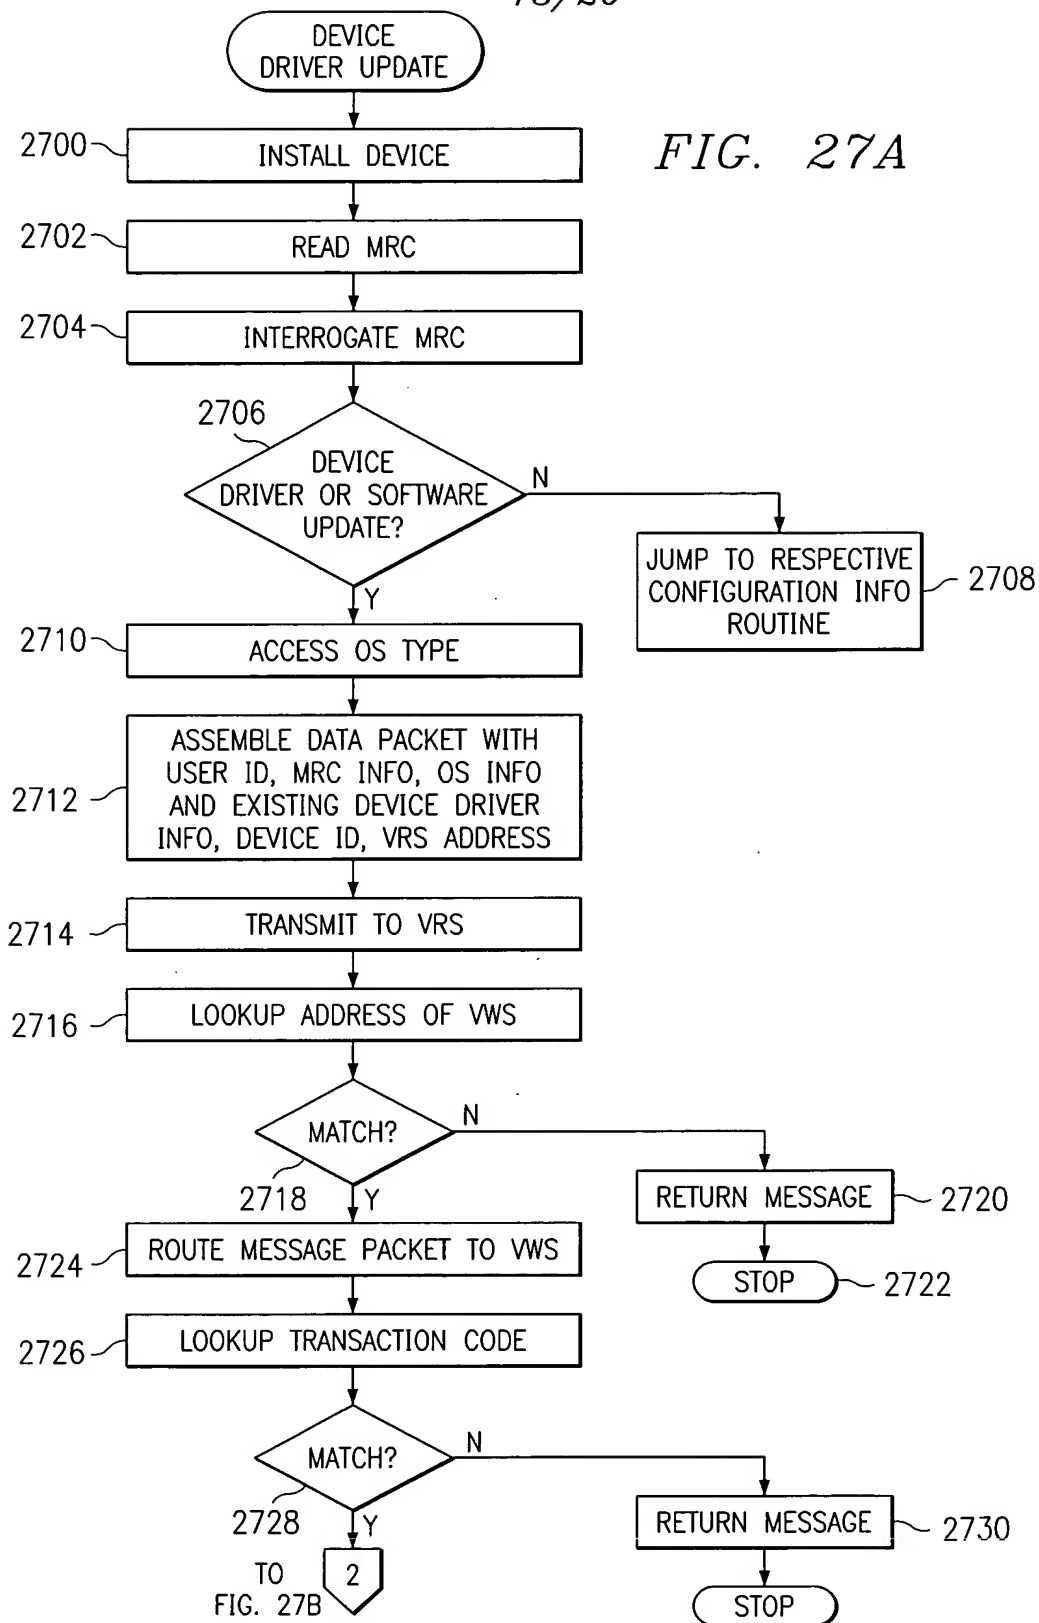 DEVICE
DRIVER UPDATE
FIG. 27A
2700
INSTALL DEVICE
2702
READ MRC
2704
INTERROGATE MRC
2706
DEVICE
DRIVER OR SOFTWARE
UPDATE?
N
Y
JUMP TO RESPECTIVE
CONFIGURATION INFO
ROUTINE
2708
2710
ACCESS OS TYPE
2712
ASSEMBLE DATA PACKET WITH
USER ID, MRC INFO, OS INFO
AND EXISTING DEVICE DRIVER
INFO, DEVICE ID, VRS ADDRESS
2714
TRANSMIT TO VRS
2716
LOOKUP ADDRESS OF VWS
MATCH?
N
2718
Y
RETURN MESSAGE
2720
STOP
2722
2724
ROUTE MESSAGE PACKET TO VWS
2726
LOOKUP TRANSACTION CODE
MATCH?
N
2728
Y
RETURN MESSAGE
2730
STOP
TO
FIG. 27B
2